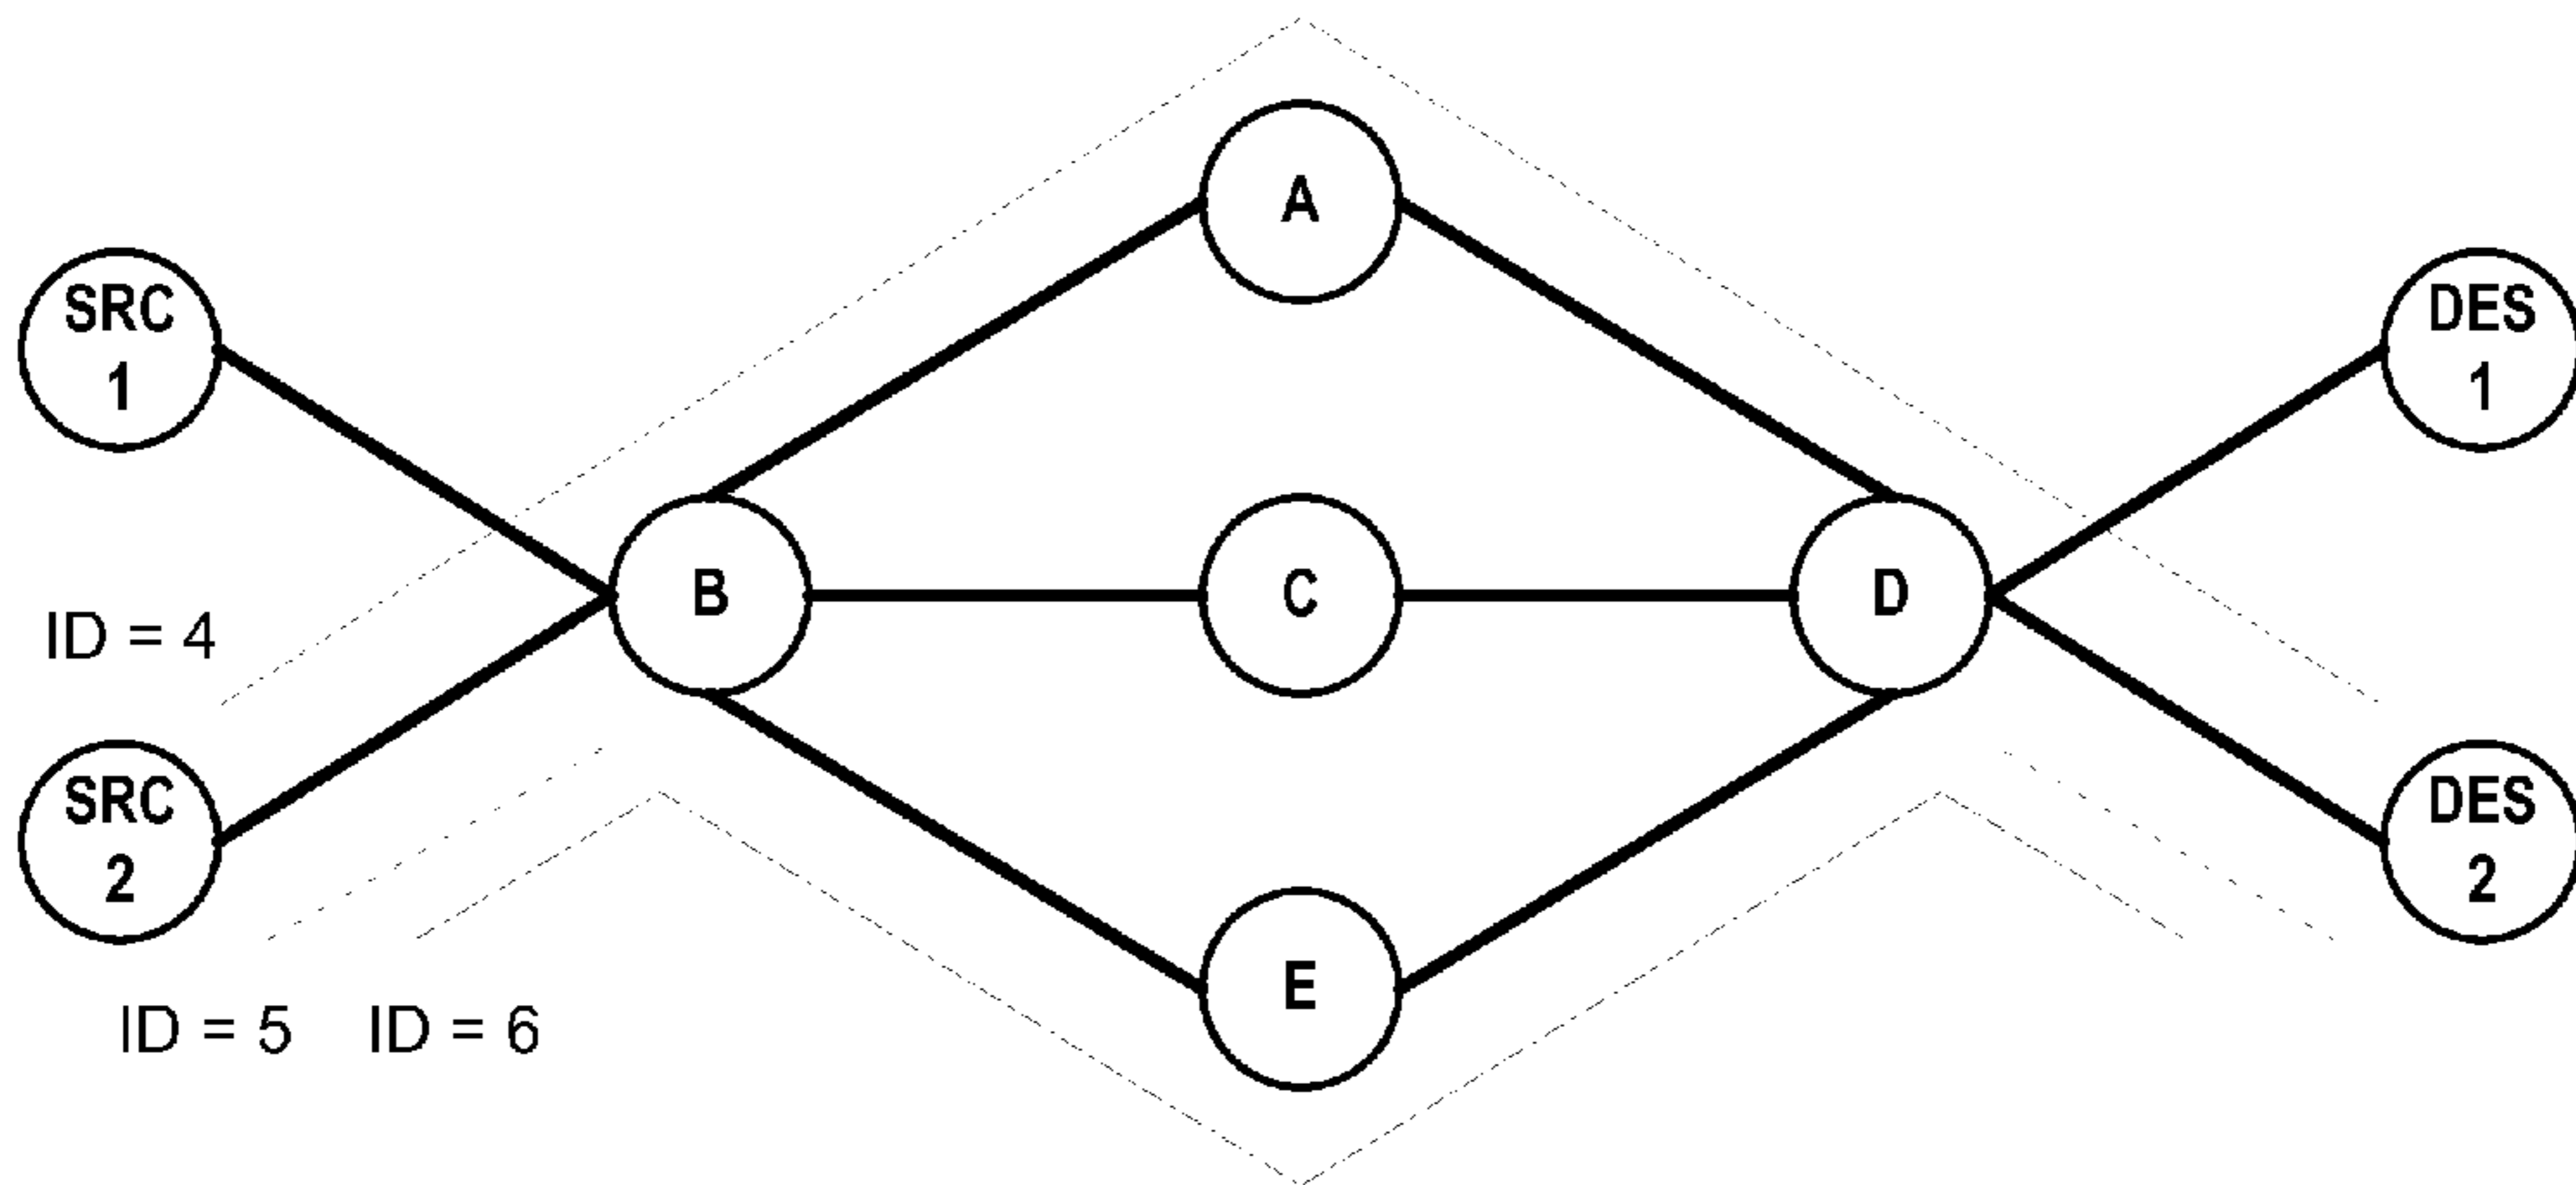 A
SRC
1
DES
1
B
C
D
ID = 4
SRC
2
DES
2
E
ID = 5
ID = 6